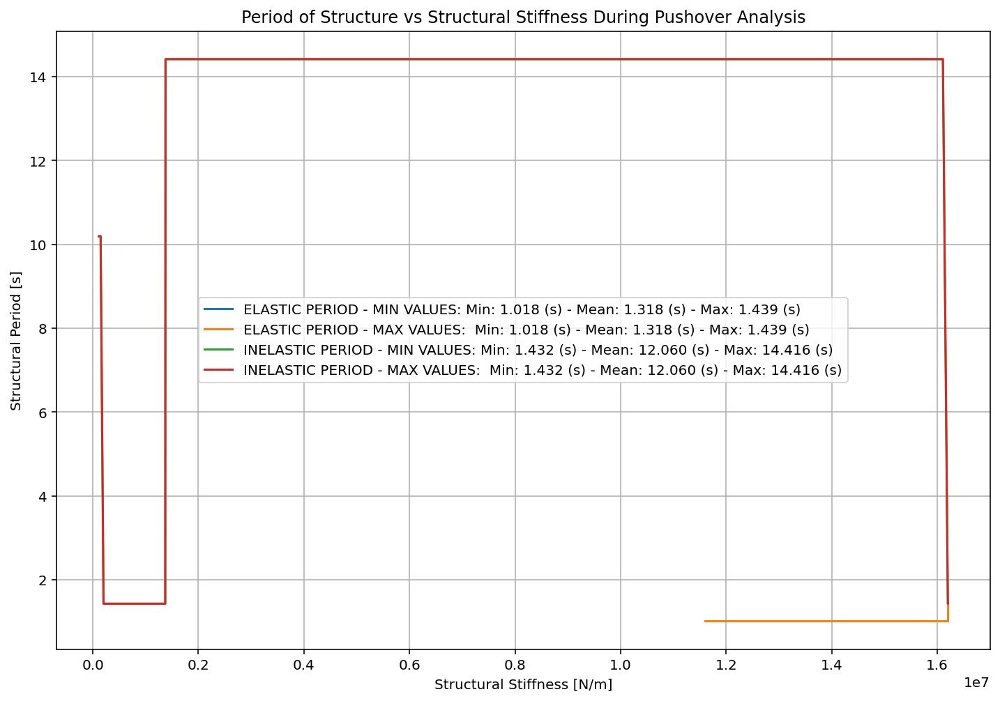 Period of Structure vs Structural Stiffness During Pushover Analysis
Structural Period [s]
14
12
10
8
6
4
2
ELASTIC PERIOD - MIN VALUES: Min: 1.018 (s) - Mean: 1.318 (s) - Max: 1.439 (s)
ELASTIC PERIOD - MAX VALUES:  Min: 1.018 (s) - Mean: 1.318 (s) - Max: 1.439 (s)
INELASTIC PERIOD - MIN VALUES: Min: 1.432 (s) - Mean: 12.060 (s) - Max: 14.416 (s)
INELASTIC PERIOD - MAX VALUES:  Min: 1.432 (s) - Mean: 12.060 (s) - Max: 14.416 (s)
0.0 0.2 0.4 0.6 0.8 1.0 1.2 1.4 1.6
1e7
Structural Stiffness [N/m]